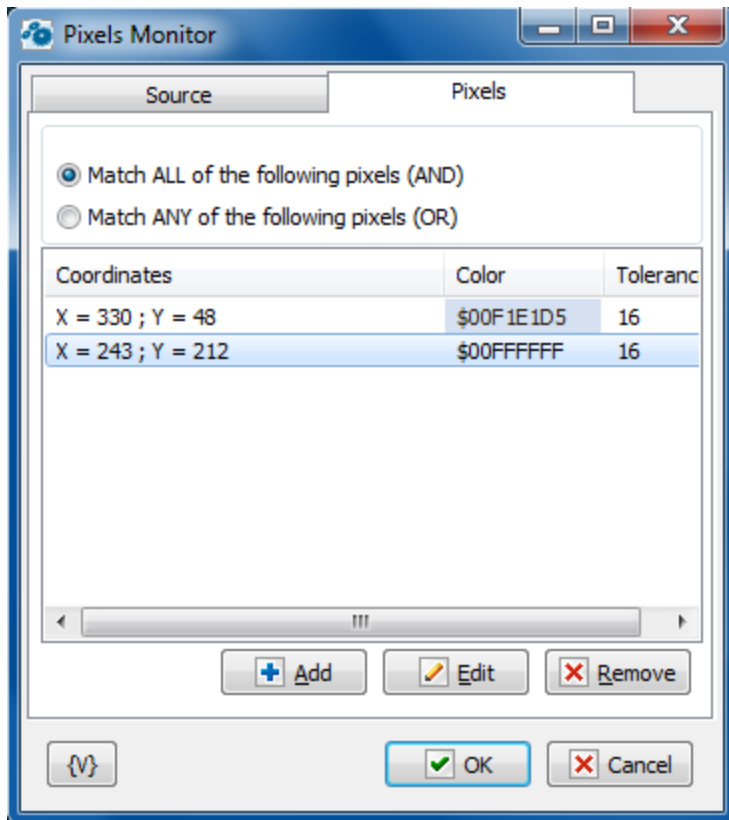 Pixels Monitor
Source Pixels
Match ALL of the following pixels (AND)
Match ANY of the following pixels (OR)
Coordinates Color Toleranc
X = 330 ; Y = 48 $00F1E1D5 16
X = 243 ; Y = 212 $00FFFFFF 16
Add Edit Remove
{V} OK Cancel